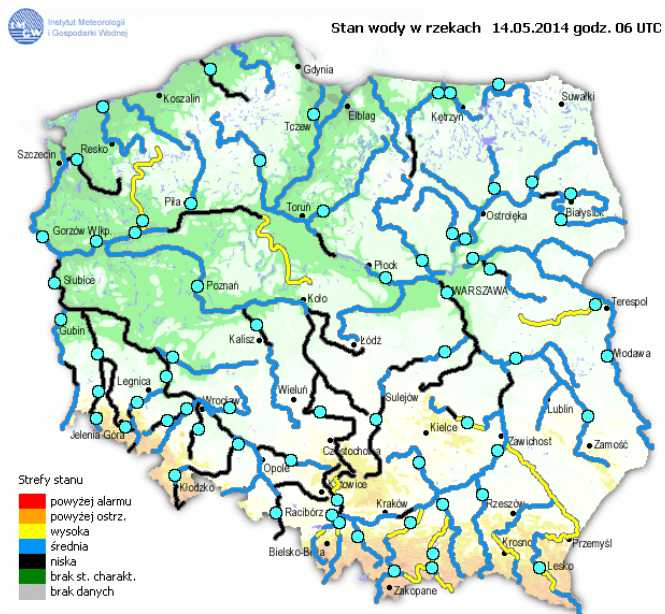 Instytut Meteorologii
i Gospodarki Wodnej
IMGW
Stan wody w rzekach 14.05.2014 godz. 06 UTC
Gdynia
Koszalin
Suwałki
Tczew
Elbląg
Kętrzyn
Szczecin
Resko
Piła
Toruń
Ostrołęka
Białystok
Gorzów Wlkp.
Płock
Słubice
Poznań
Koło
WARSZAWA
Terespol
Gubin
Kalisz
Łódź
Włodawa
Legnica
Wieluń
Sulejów
Wrocław
Lublin
Jelenia Góra
Kielce
Zawichost
Zamość
Częstochowa
Opole
Strefy stanu
Kłodzko
Katowice
powyżej alarmu
Racibórz
Kraków
Rzeszów
powyżej ostrz.
wysoka
Przemyśl
średnia
Bielsko-Biała
Krosno
Lesko
niska
brak st. charakt.
Zakopane
brak danych